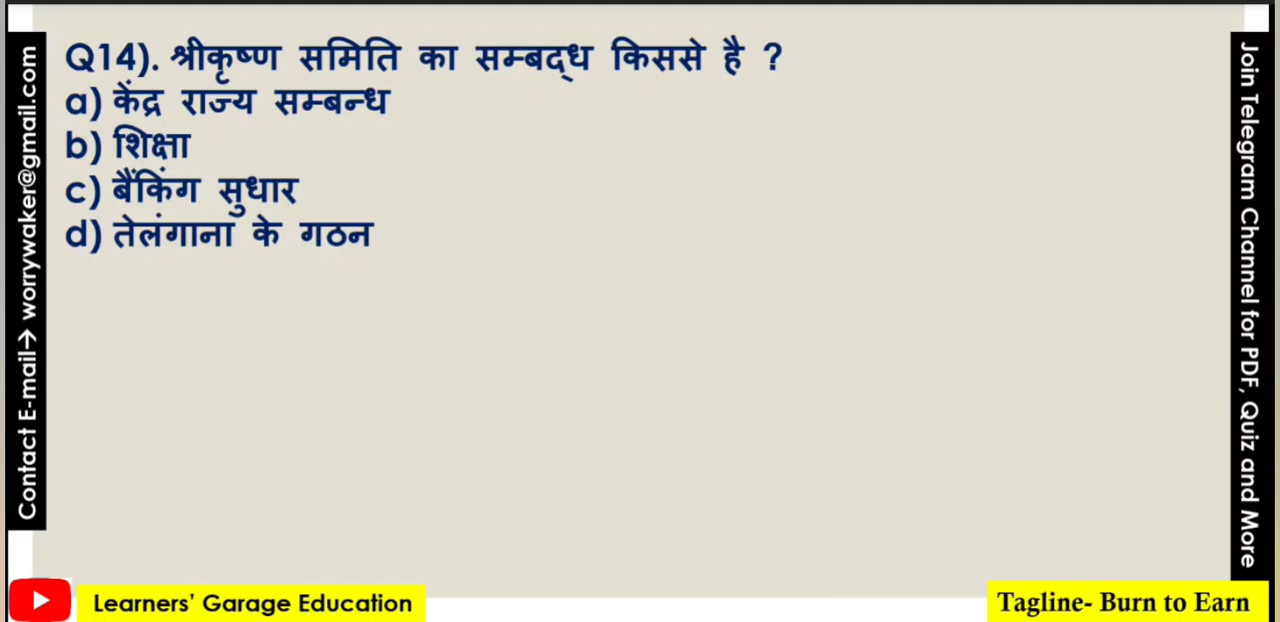 Q14). श्रीकृष्ण समिति का सम्बद्ध किससे है ?
a) केंद्र राज्य सम्बन्ध
b) शिक्षा
c) बैंकिंग सुधार
d) तेलंगाना के गठन
Contact E-mail→ worrywaker@gmail.com
Join Telegram Channel for PDF, Quiz and More
Learners’ Garage Education
Tagline- Burn to Earn